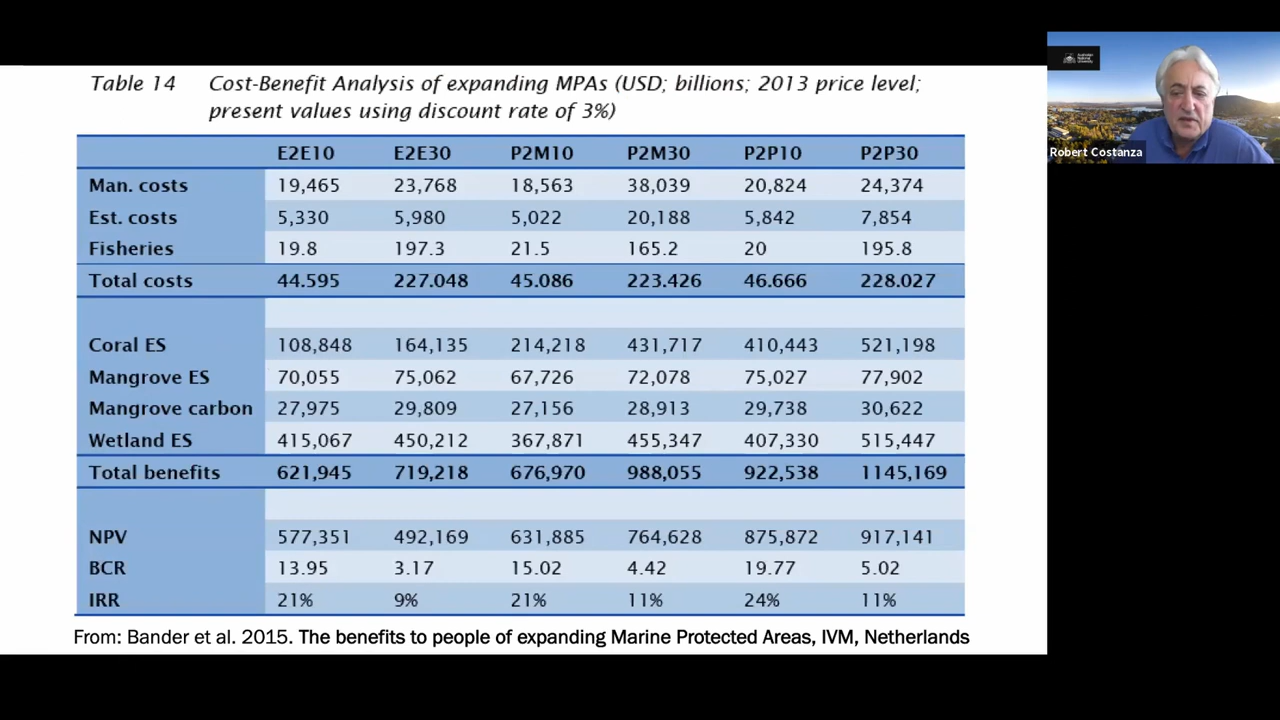 Table 14 Cost-Benefit Analysis of expanding MPAs (USD; billions; 2013 price level;
present values using discount rate of 3%)
E2E10 E2E30 P2M10 P2M30 P2P10 P2P30
Man. costs 19,465 23,768 18,563 38,039 20,824 24,374
Est. costs 5,330 5,980 5,022 20,188 5,842 7,854
Fisheries 19.8 197.3 21.5 165.2 20 195.8
Total costs 44.595 227.048 45.086 223.426 46.666 228.027
Coral ES 108,848 164,135 214,218 431,717 410,443 521,198
Mangrove ES 70,055 75,062 67,726 72,078 75,027 77,902
Mangrove carbon 27,975 29,809 27,156 28,913 29,738 30,622
Wetland ES 415,067 450,212 367,871 455,347 407,330 515,447
Total benefits 621,945 719,218 676,970 988,055 922,538 1145,169
NPV 577,351 492,169 631,885 764,628 875,872 917,141
BCR 13.95 3.17 15.02 4.42 19.77 5.02
IRR 21% 9% 21% 11% 24% 11%
From: Bander et al. 2015. The benefits to people of expanding Marine Protected Areas, IVM, Netherlands
Australian
National
University
Robert Costanza